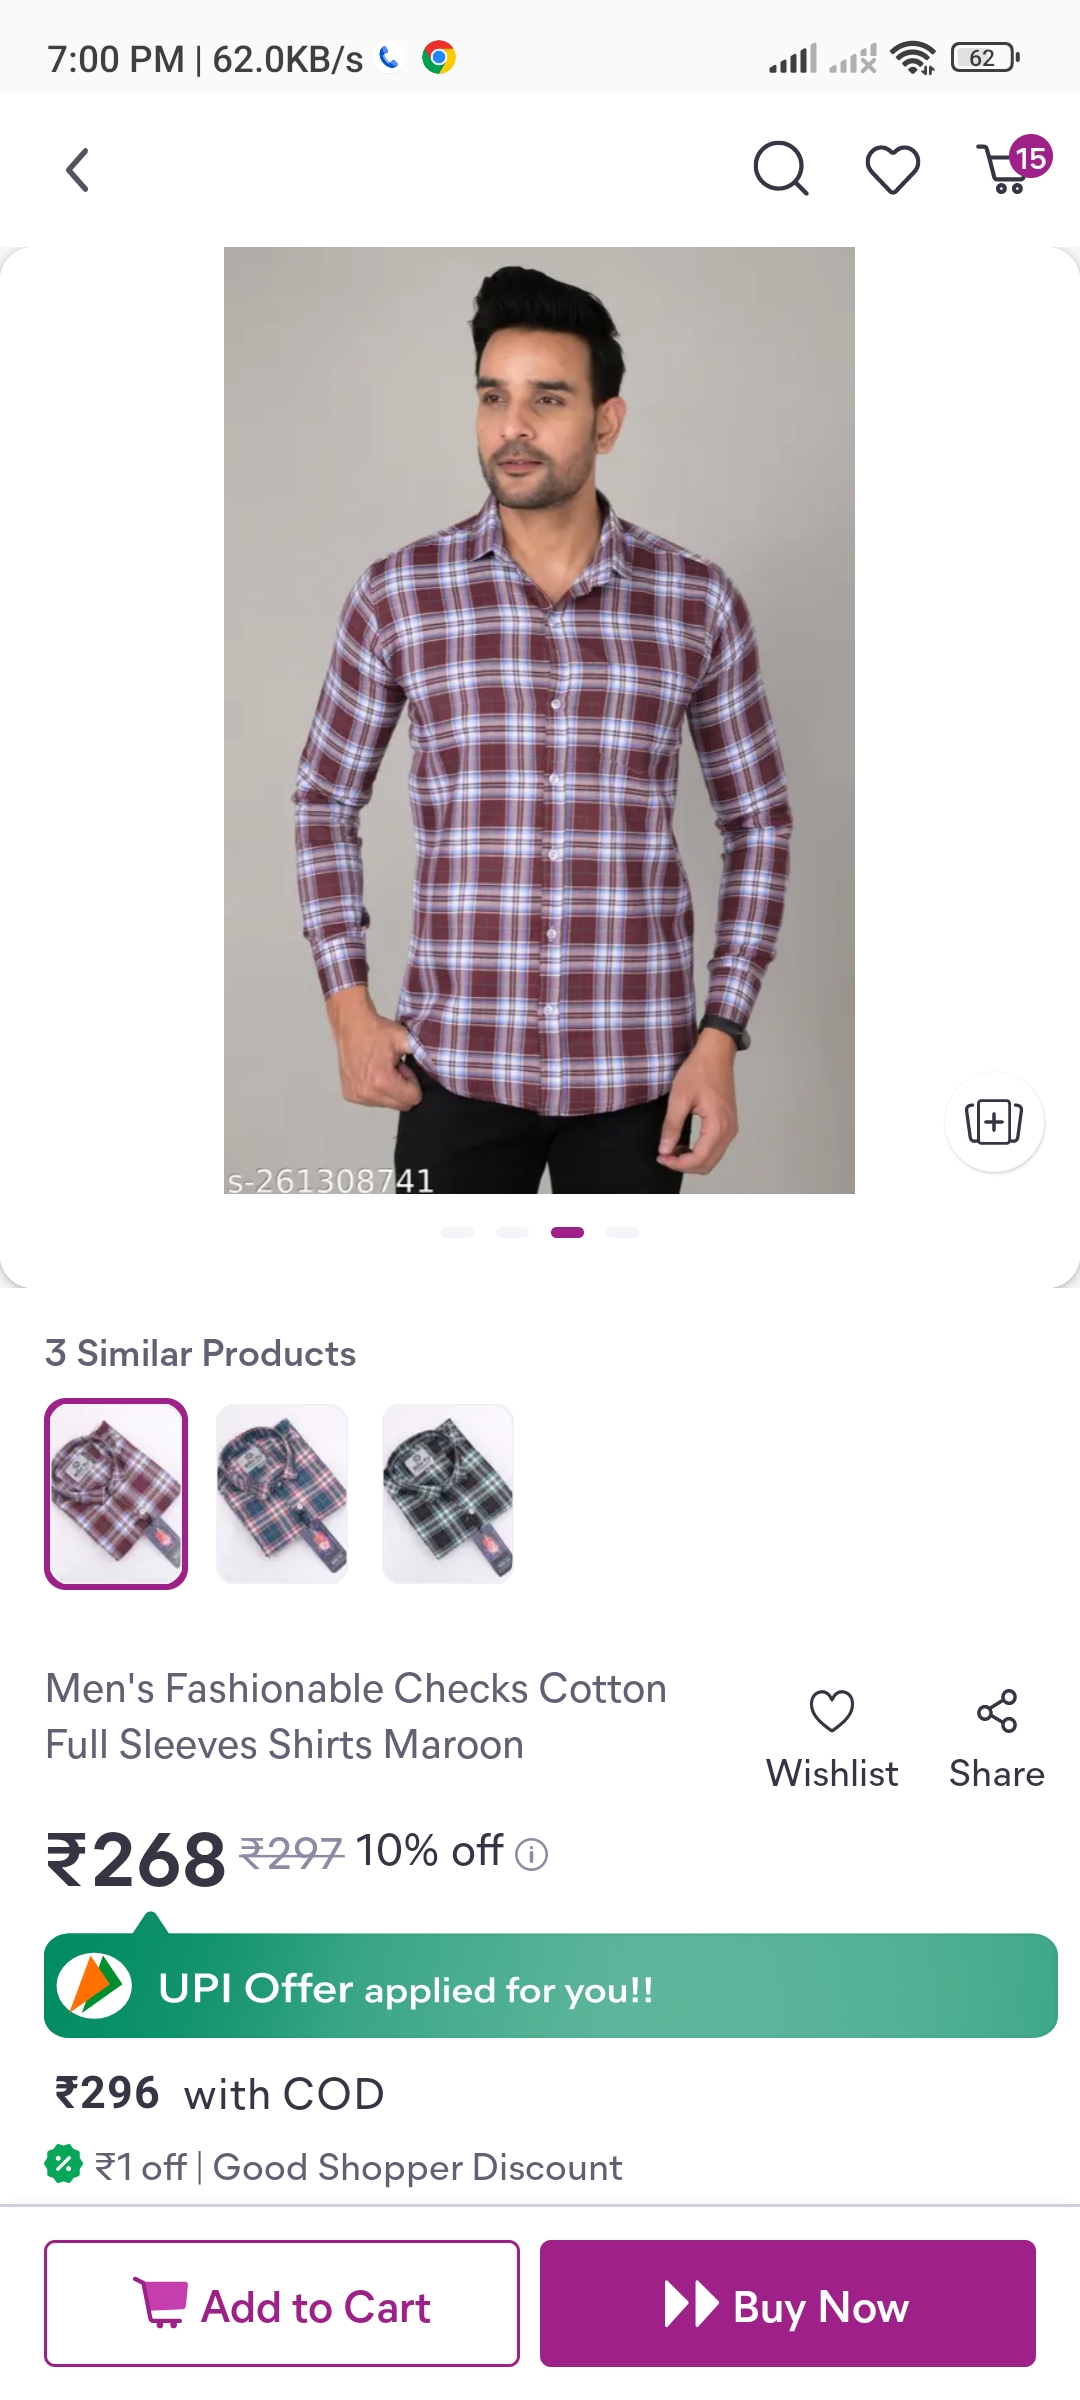 7:00 PM | 62.0KB/s
62
15
s-261308741
3 Similar Products
Men's Fashionable Checks Cotton
Full Sleeves Shirts Maroon
Wishlist
Share
₹268 ₹297 10% off
UPI Offer applied for you!!
₹296 with COD
₹1 off | Good Shopper Discount
Add to Cart
Buy Now